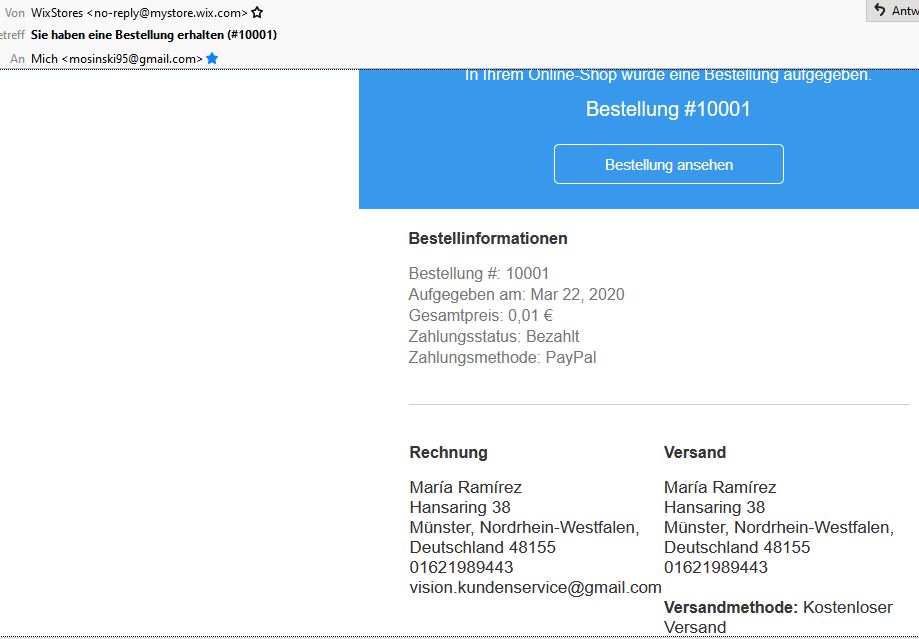 Von WixStores <no-reply@mystore.wix.com>
Antw
etreff Sie haben eine Bestellung erhalten (#10001)
An Mich <mosinski95@gmail.com>
In Ihrem Online-Shop wurde eine Bestellung aufgegeben.
Bestellung #10001
Bestellung ansehen
Bestellinformationen
Bestellung #: 10001
Aufgegeben am: Mar 22, 2020
Gesamtpreis: 0,01 €
Zahlungsstatus: Bezahlt
Zahlungsmethode: PayPal
Rechnung
María Ramírez
Hansaring 38
Münster, Nordrhein-Westfalen,
Deutschland 48155
01621989443
vision.kundenservice@gmail.com
Versand
María Ramírez
Hansaring 38
Münster, Nordrhein-Westfalen,
Deutschland 48155
01621989443
Versandmethode: Kostenloser
Versand